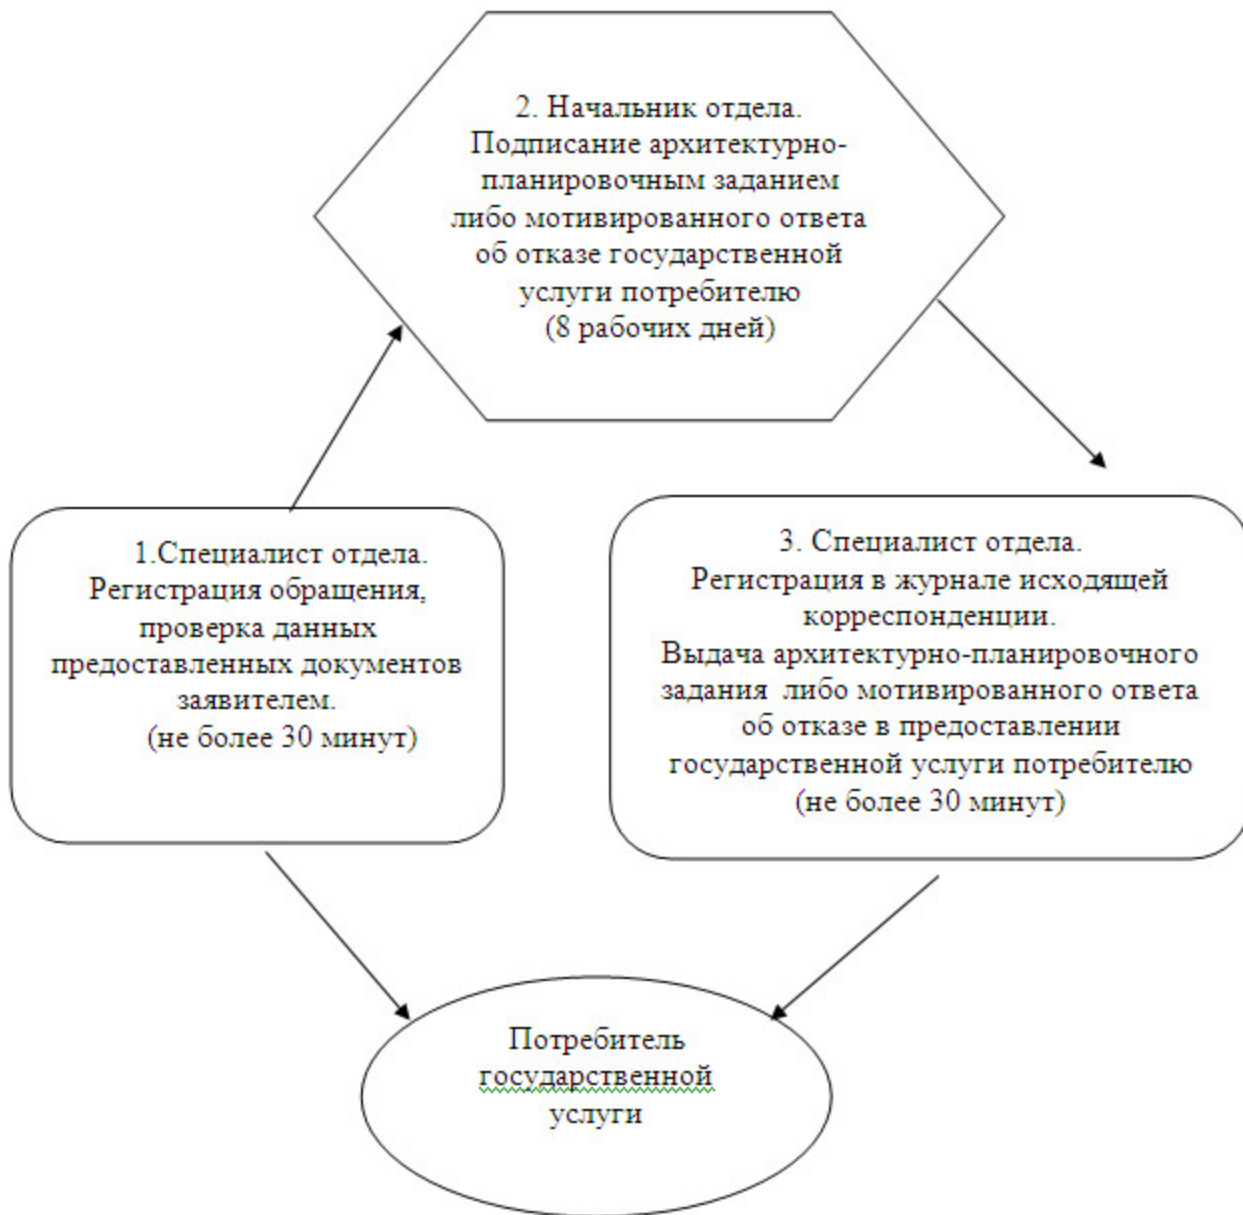 2. Начальник отдела.
Подписание архитектурно-
планировочным заданием
либо мотивированного ответа
об отказе государственной
услуги потребителю
(8 рабочих дней)
1.Специалист отдела.
Регистрация обращения,
проверка данных
предоставленных документов
заявителем.
(не более 30 минут)
3. Специалист отдела.
Регистрация в журнале исходящей
корреспонденции.
Выдача архитектурно-планировочного
задания либо мотивированного ответа
об отказе в предоставлении
государственной услуги потребителю
(не более 30 минут)
Потребитель
государственной
услуги